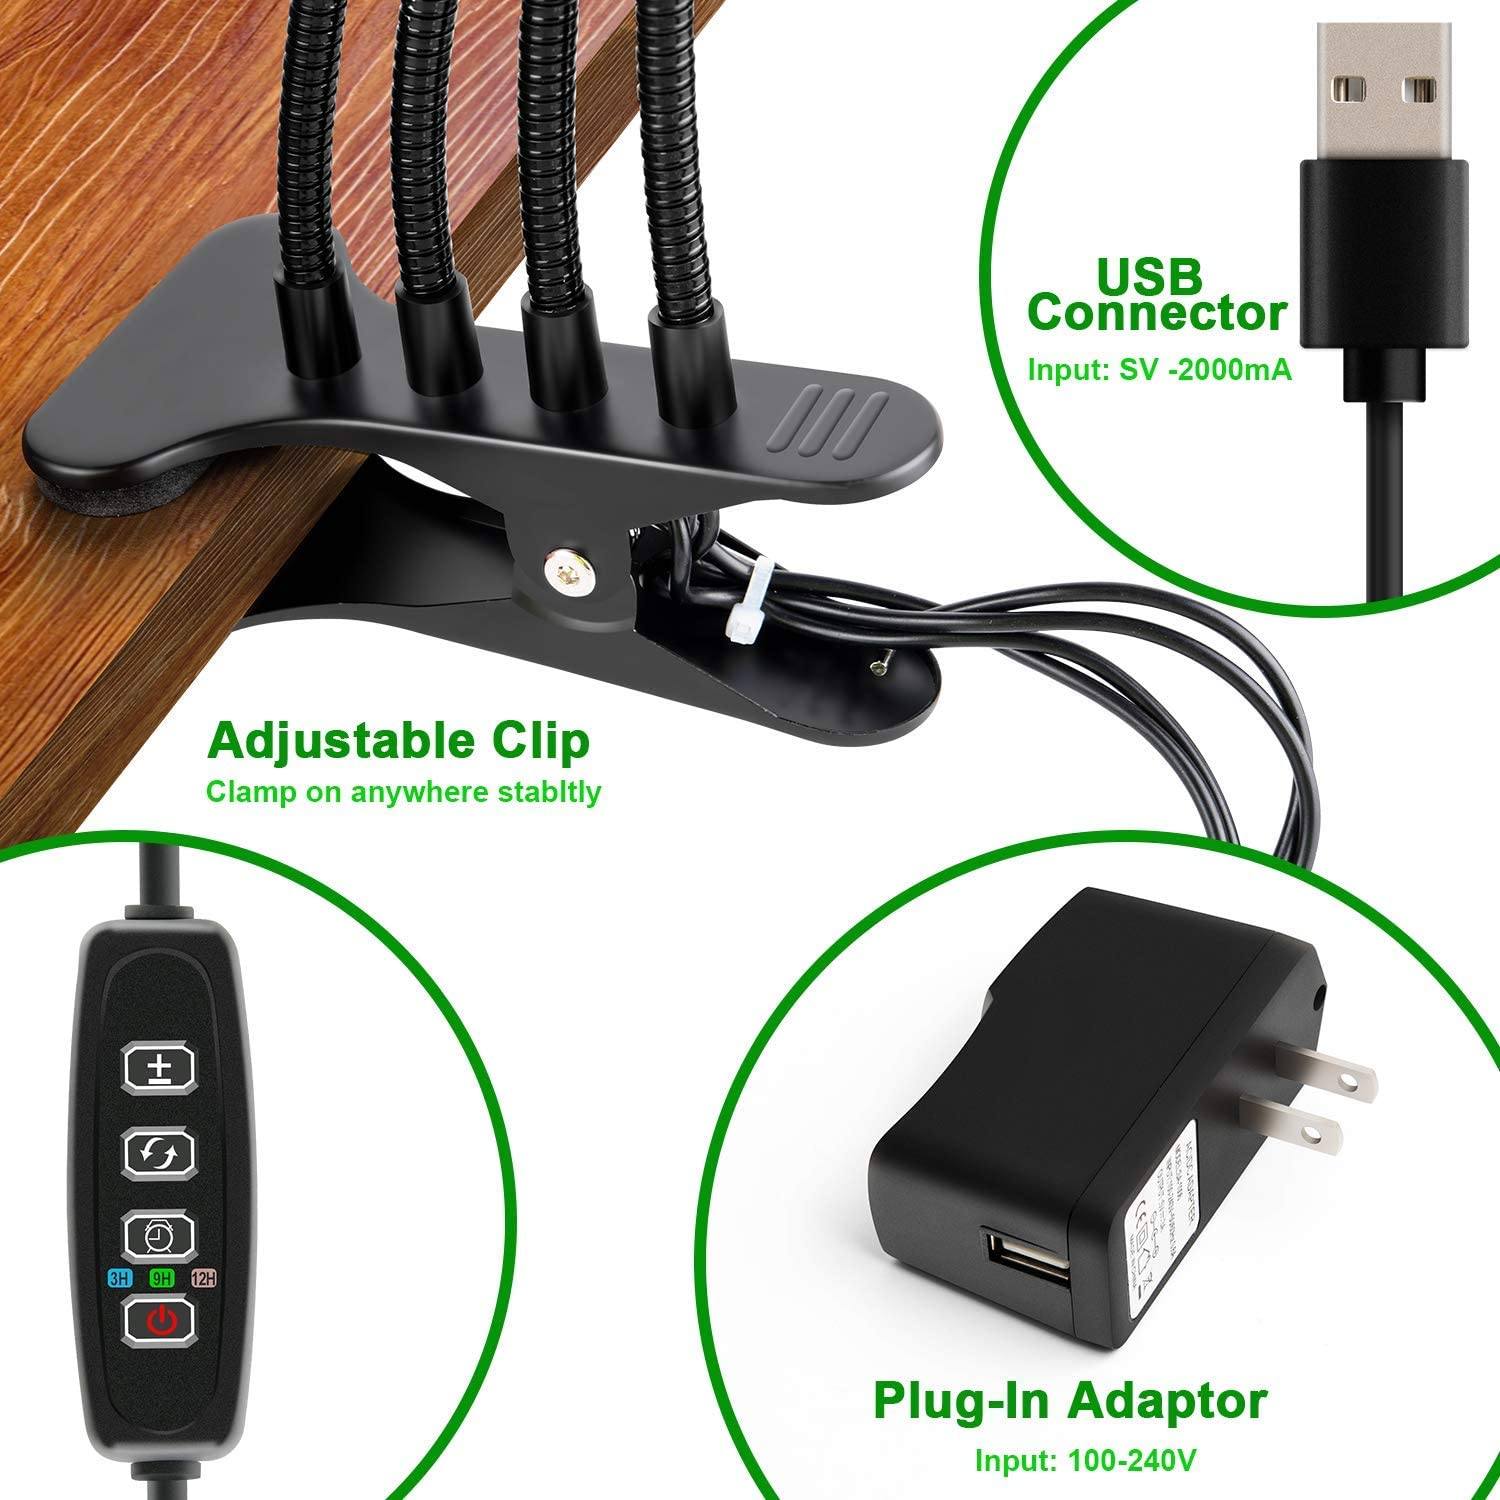 USB
Connector
Input: SV -2000mA
Adjustable Clip
Clamp on anywhere stabltly
3H 9H 12H
Plug-In Adaptor
Input: 100-240V